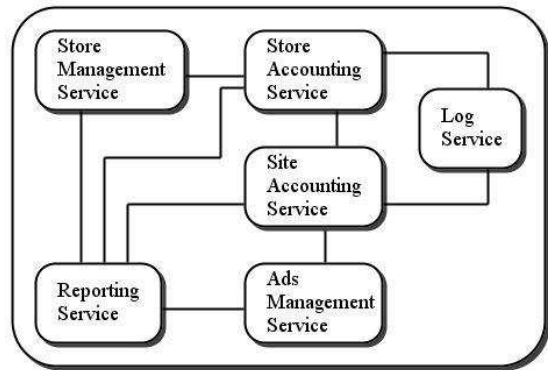 Store
Management
Service
Store
Accounting
Service
Log
Service
Site
Accounting
Service
Reporting
Service
Ads
Management
Service